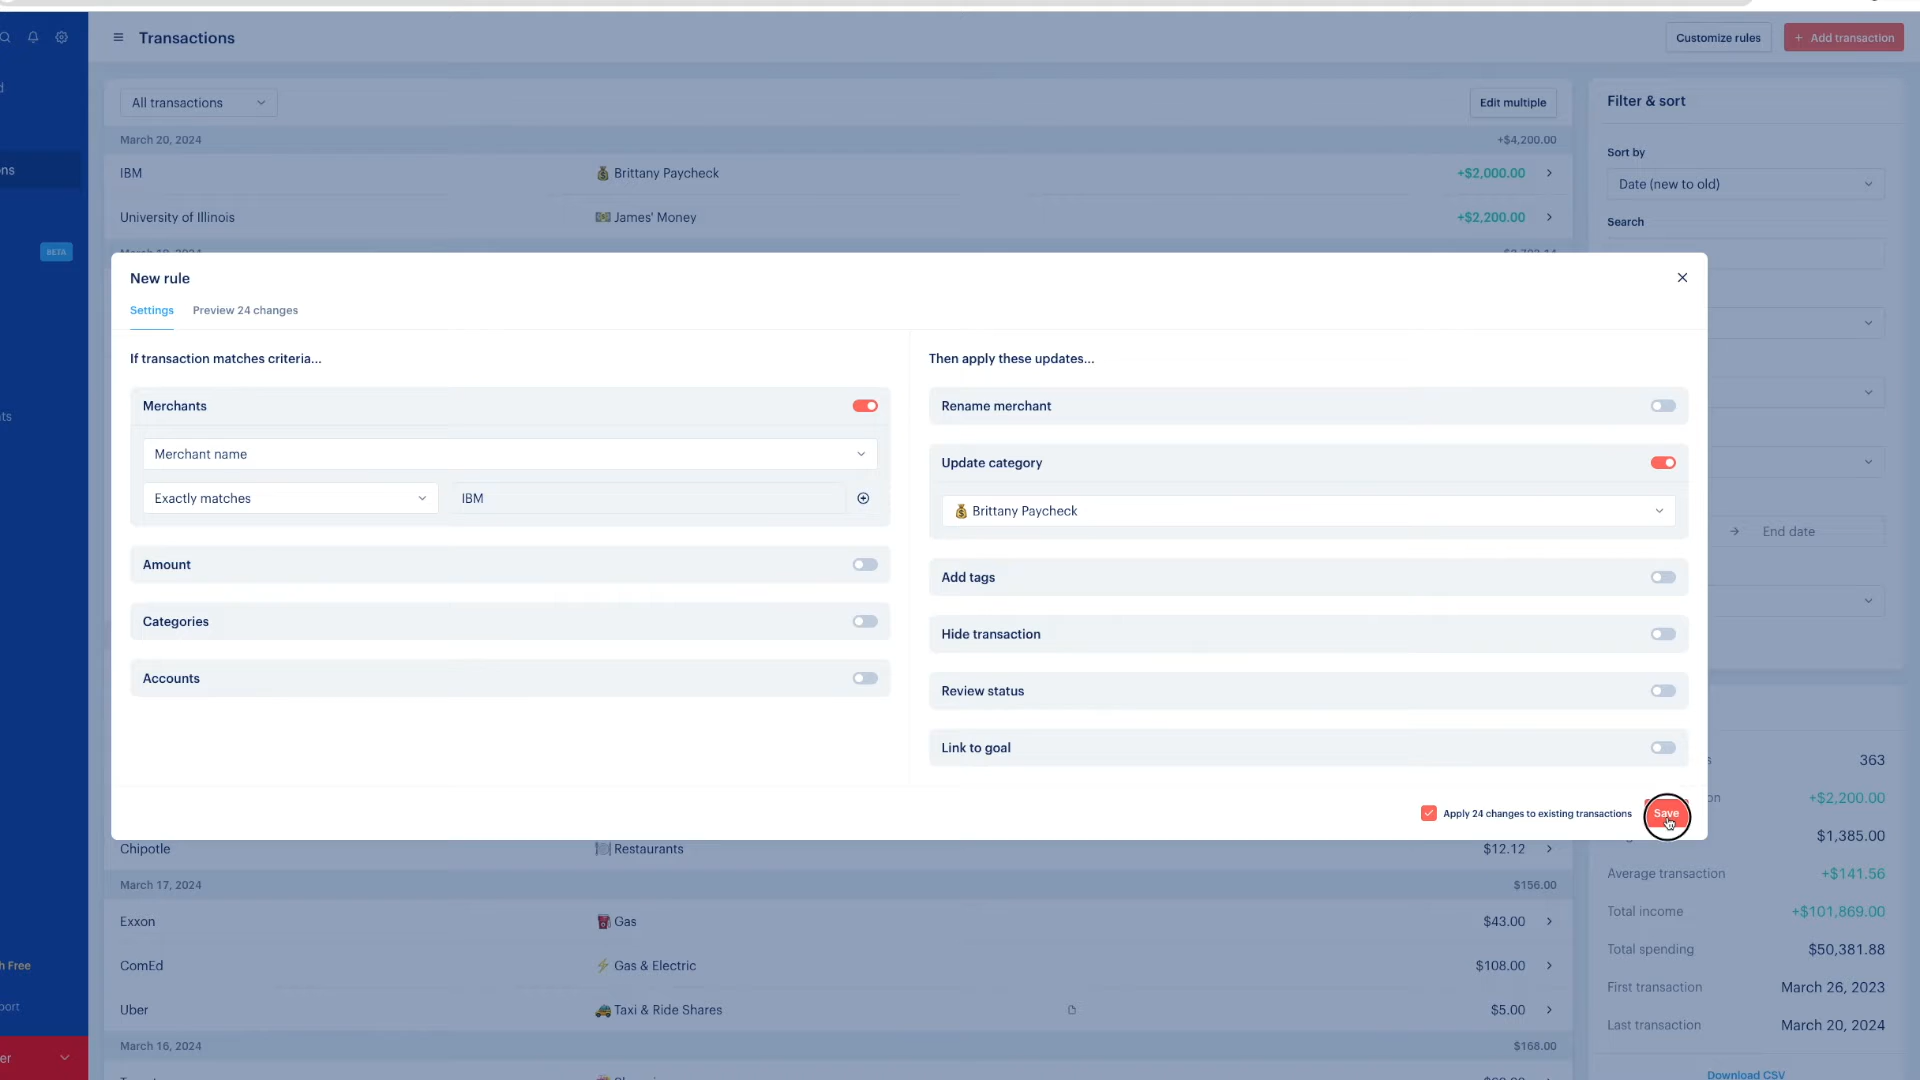 Transactions
Customize rules
+ Add transaction
All transactions
Edit multiple
Filter & sort
March 20, 2024
+$4,200.00
IBM
Brittany Paycheck
+$2,000.00
University of Illinois
James' Money
+$2,200.00
Sort by
Date (new to old)
Search
ons
BETA
New rule
Settings
Preview 24 changes
If transaction matches criteria...
Merchants
Merchant name
Exactly matches
IBM
Amount
Categories
Accounts
Then apply these updates...
Rename merchant
Update category
Brittany Paycheck
Add tags
Hide transaction
Review status
Link to goal
Apply 24 changes to existing transactions
Save
End date
ts
Chipotle
Restaurants
$12.12
March 17, 2024
$156.00
Exxon
Gas
$43.00
ComEd
Gas & Electric
$108.00
Uber
Taxi & Ride Shares
$5.00
March 16, 2024
$168.00
363
on
+$2,200.00
$1,385.00
Average transaction
+$141.56
Total income
+$101,869.00
Total spending
$50,381.88
First transaction
March 26, 2023
Last transaction
March 20, 2024
Download CSV
h Free
port
er